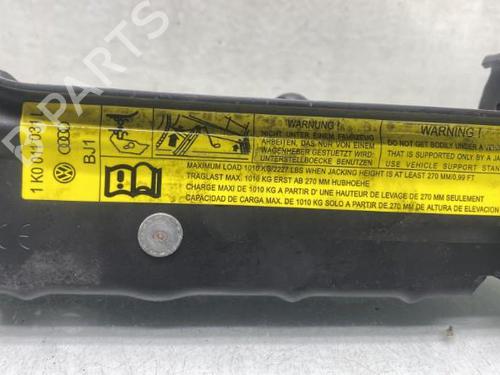 1K0 011 031 L
BJ1
WARNUNG !
NICHT UNTER EINEM FAHRZEUG
ARBEITEN, DAS NUR VON EINEM
WAGENHEBER GESTUETZT WIRD.
UNTERSTELLBOECKE BENUTZEN.
WARNING !
DO NOT GET BODILY UNDER A
THAT IS ONLY SUPPORTED BY A
USE VEHICLE SUPPORT
MAXIMUM LOAD 1010 KG/2227 LBS WHEN JACKING HEIGHT IS AT LEAST 270 MM/0,99 FT
TRAGLAST MAX. 1010 KG ERST AB 270 MM HUBHOEHE
CHARGE MAXI DE 1010 KG A PARTIR D' UNE HAUTEUR DE LEVAGE DE 270 MM SEULEMENT
CAPACIDAD DE CARGA MAX. DE 1010 KG SOLO A PARTIR DE 270 MM DE ALTURA DE ELEVACION
CE
PARTS